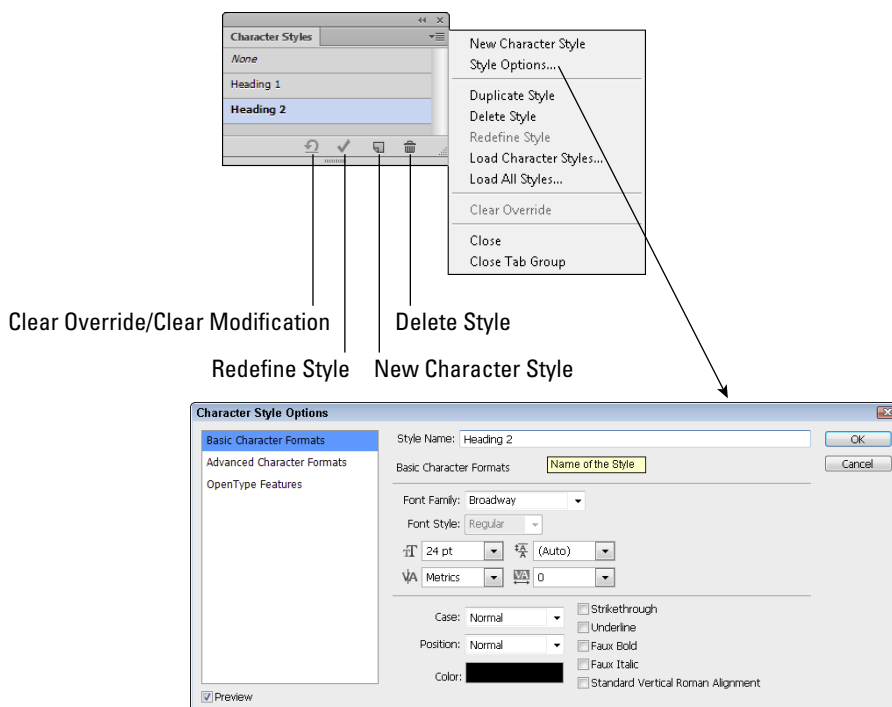 Character Styles
None
Heading 1
Heading 2
New Character Style
Style Options...
Duplicate Style
Delete Style
Redefine Style
Load Character Styles...
Load All Styles...
Clear Override
Close
Close Tab Group
Clear Override/Clear Modification
Delete Style
Redefine Style
New Character Style
Character Style Options
Basic Character Formats
Advanced Character Formats
OpenType Features
Style Name: Heading 2
OK
Basic Character Formats
Name of the Style
Cancel
Font Family: Broadway
Font Style: Regular
24 pt
(Auto)
Metrics
0
Case: Normal
Position: Normal
Color:
Strikethrough
Underline
Faux Bold
Faux Italic
Standard Vertical Roman Alignment
Preview